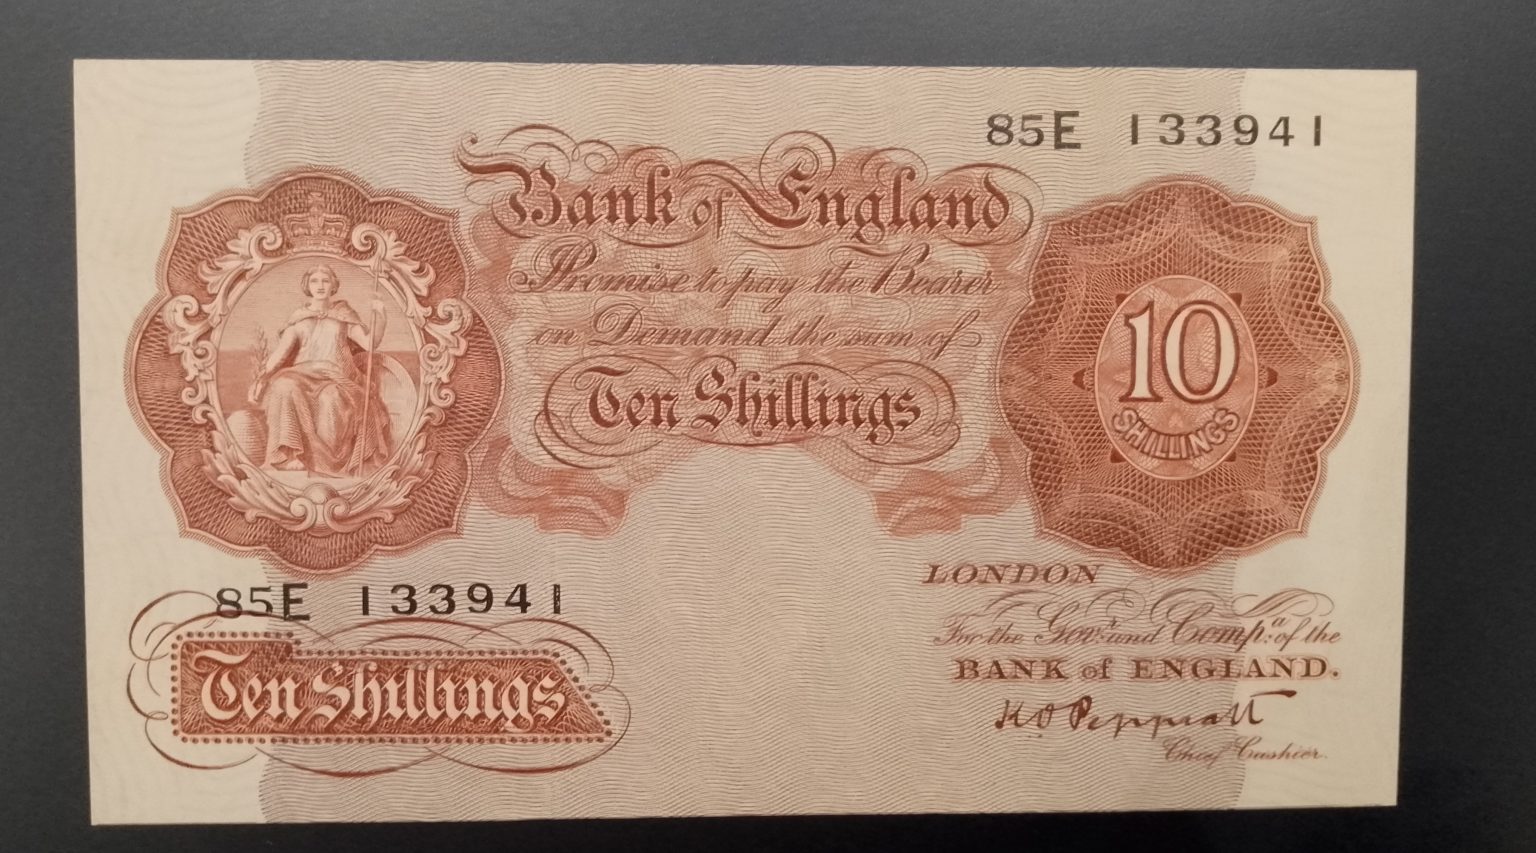 85E 133941
Bank of England
Promise to pay the Bearer
on Demand the sum of
Ten Shillings
10
SHILLINGS
85E 133941
Ten Shillings
LONDON
For the Govr. and Compa. of the
BANK of ENGLAND.
K O Peppiatt
Chief Cashier.